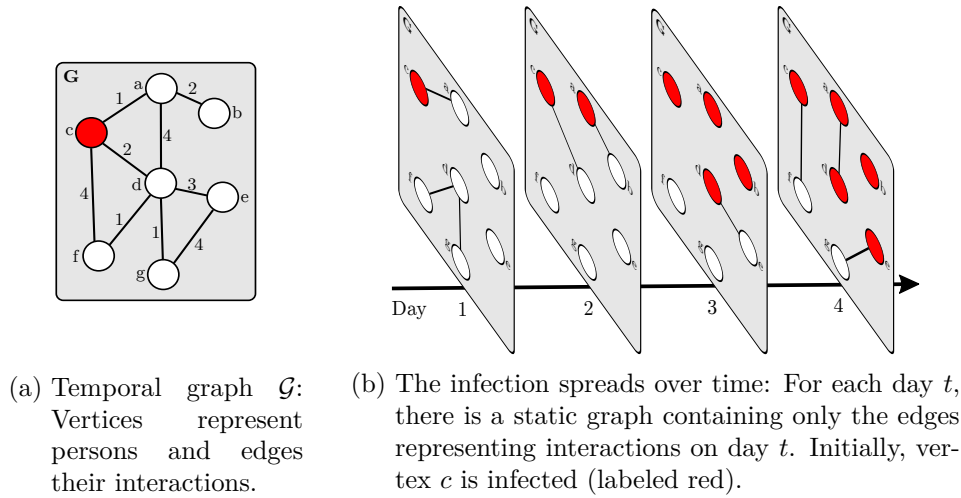 G
a
2
b
1
c
2
4
d
3
e
4
1
1
4
f
g
Day
1
2
3
4
(a) Temporal graph 𝒢:
Vertices represent
persons and edges
their interactions.
(b) The infection spreads over time: For each day t,
there is a static graph containing only the edges
representing interactions on day t. Initially, ver-
tex c is infected (labeled red).